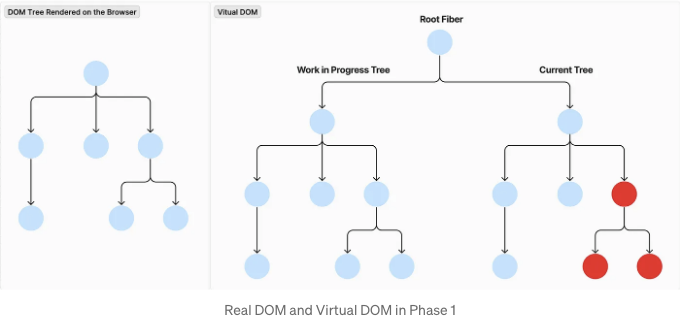 DOM Tree Rendered on the Browser
Vitual DOM
Root Fiber
Work in Progress Tree
Current Tree
Real DOM and Virtual DOM in Phase 1